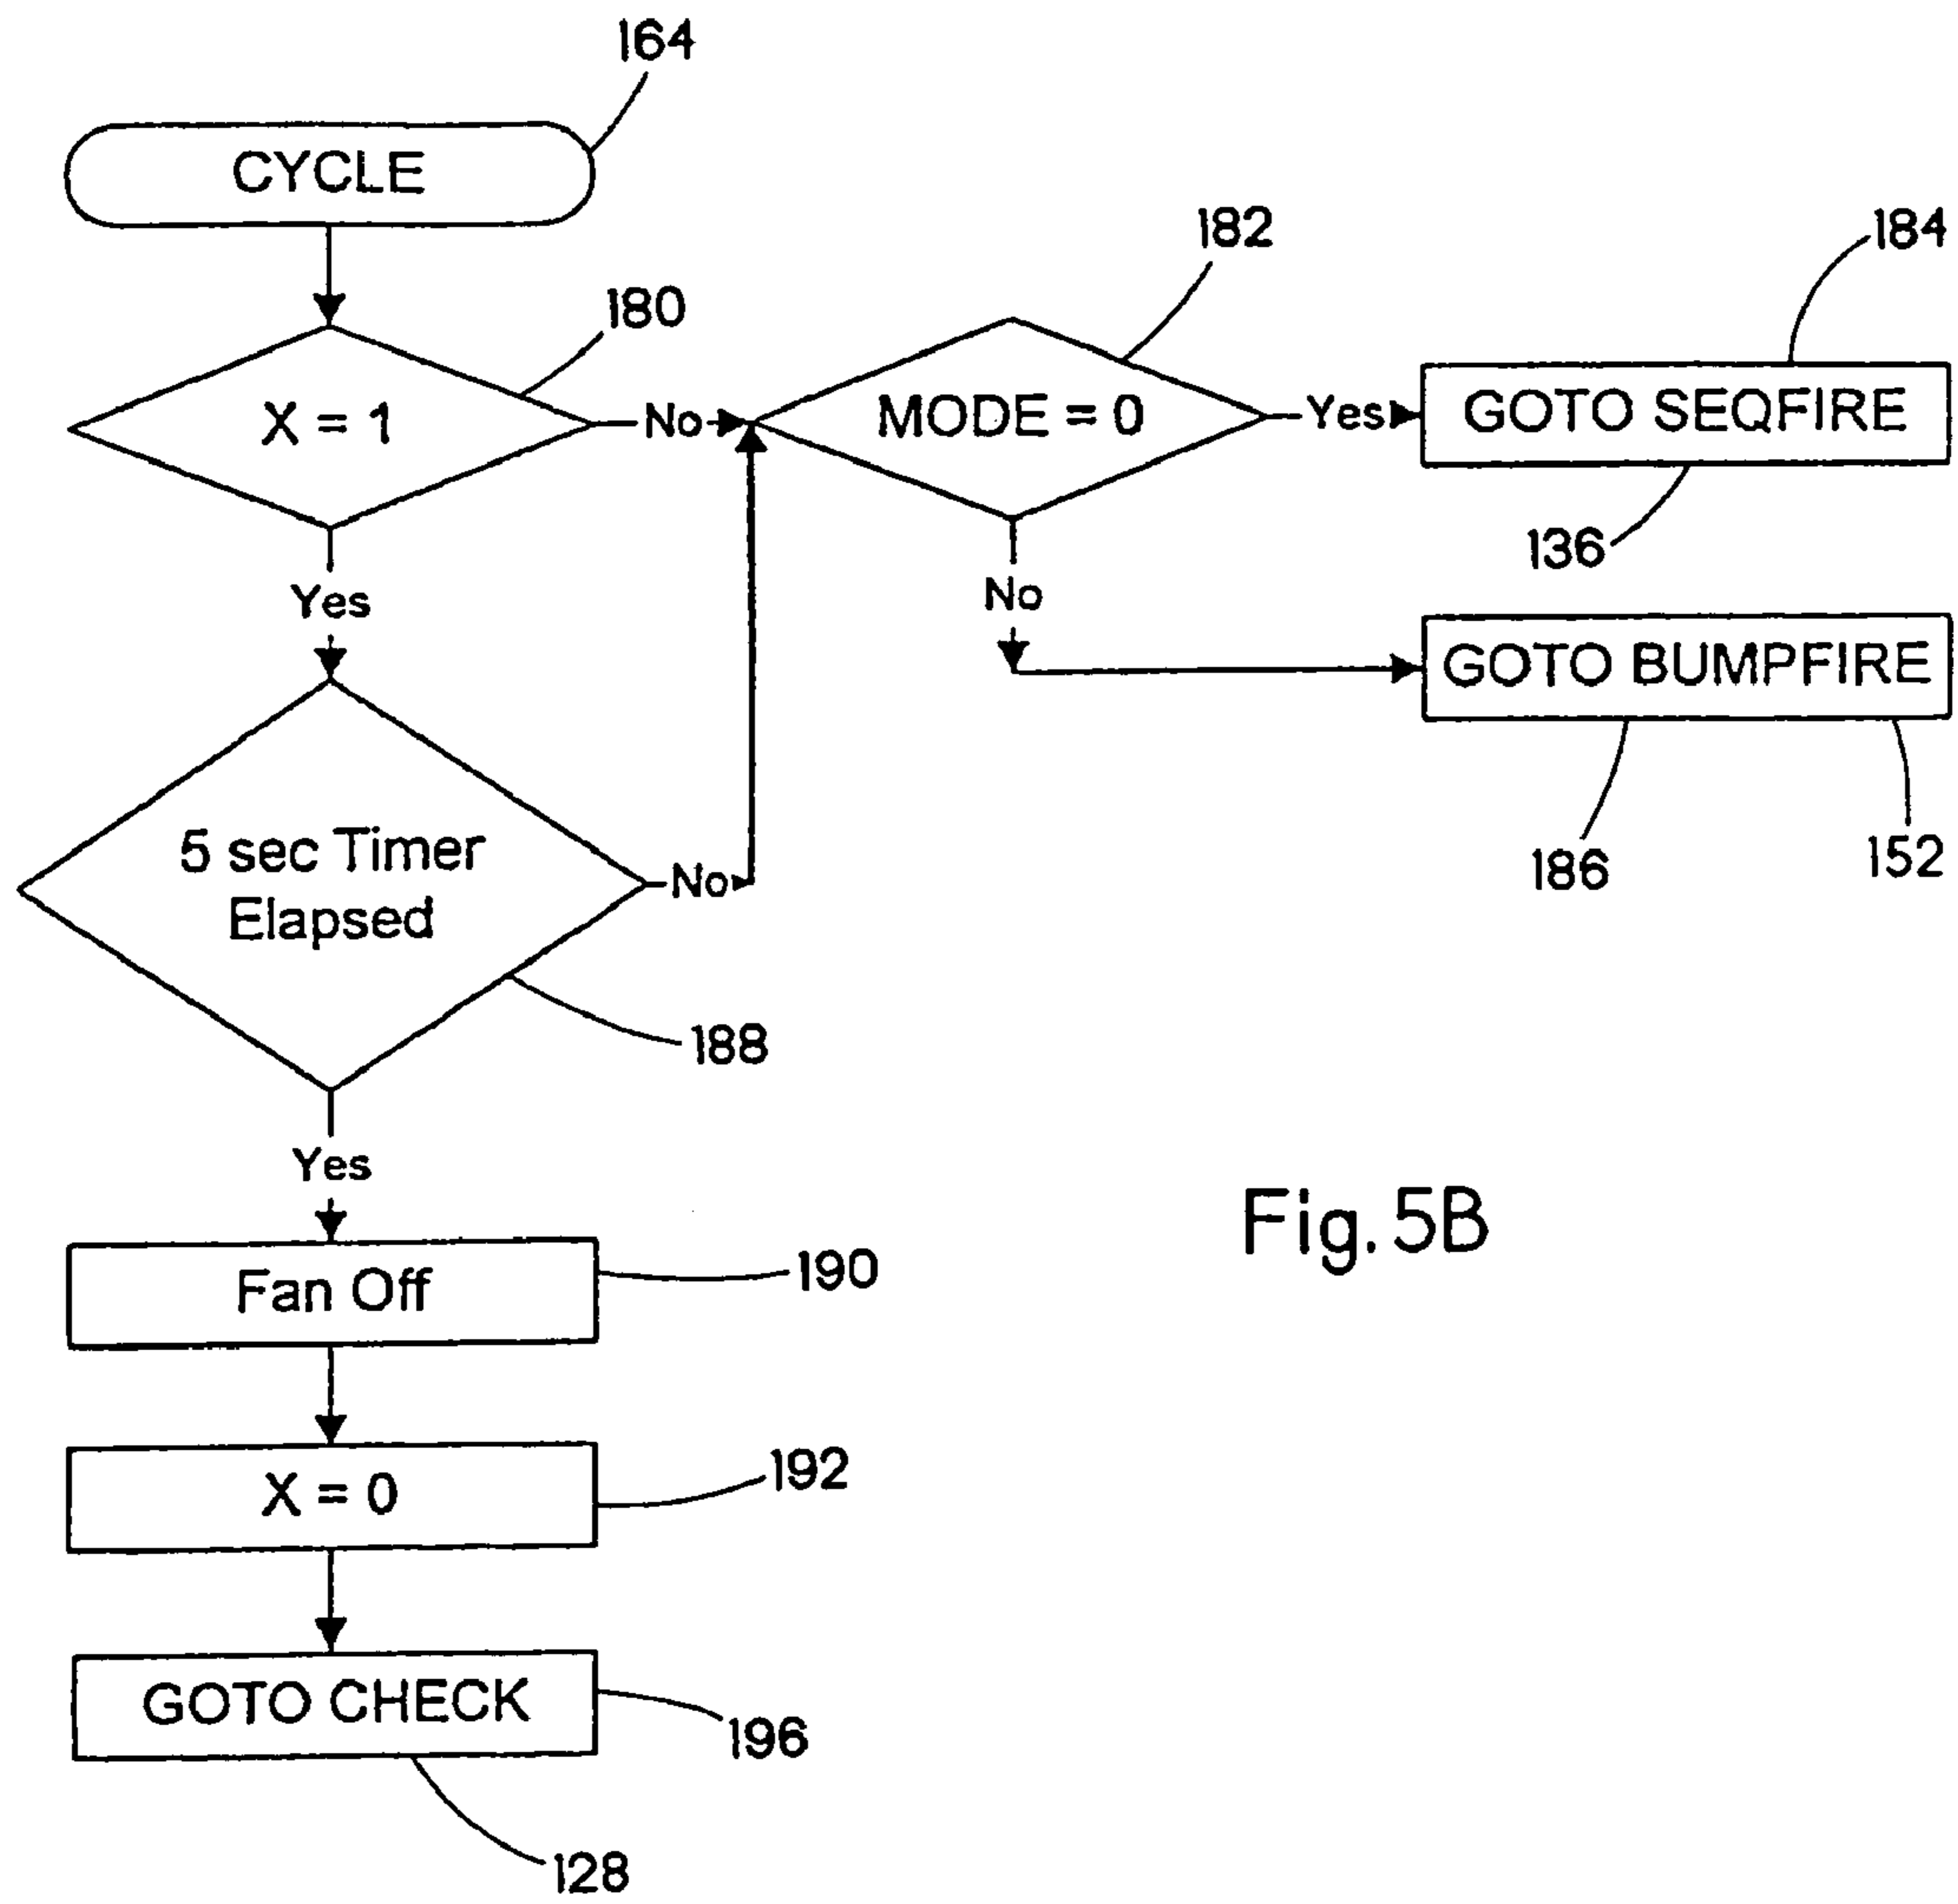 164
CYCLE
182
184
180
X = 1
No
MODE = 0
Yes
GOTO SEQFIRE
136
Yes
No
GOTO BUMPFIRE
5 sec Timer
Elapsed
No
186
152
188
Yes
Fig. 5B
Fan Off
190
X = 0
192
GOTO CHECK
196
128